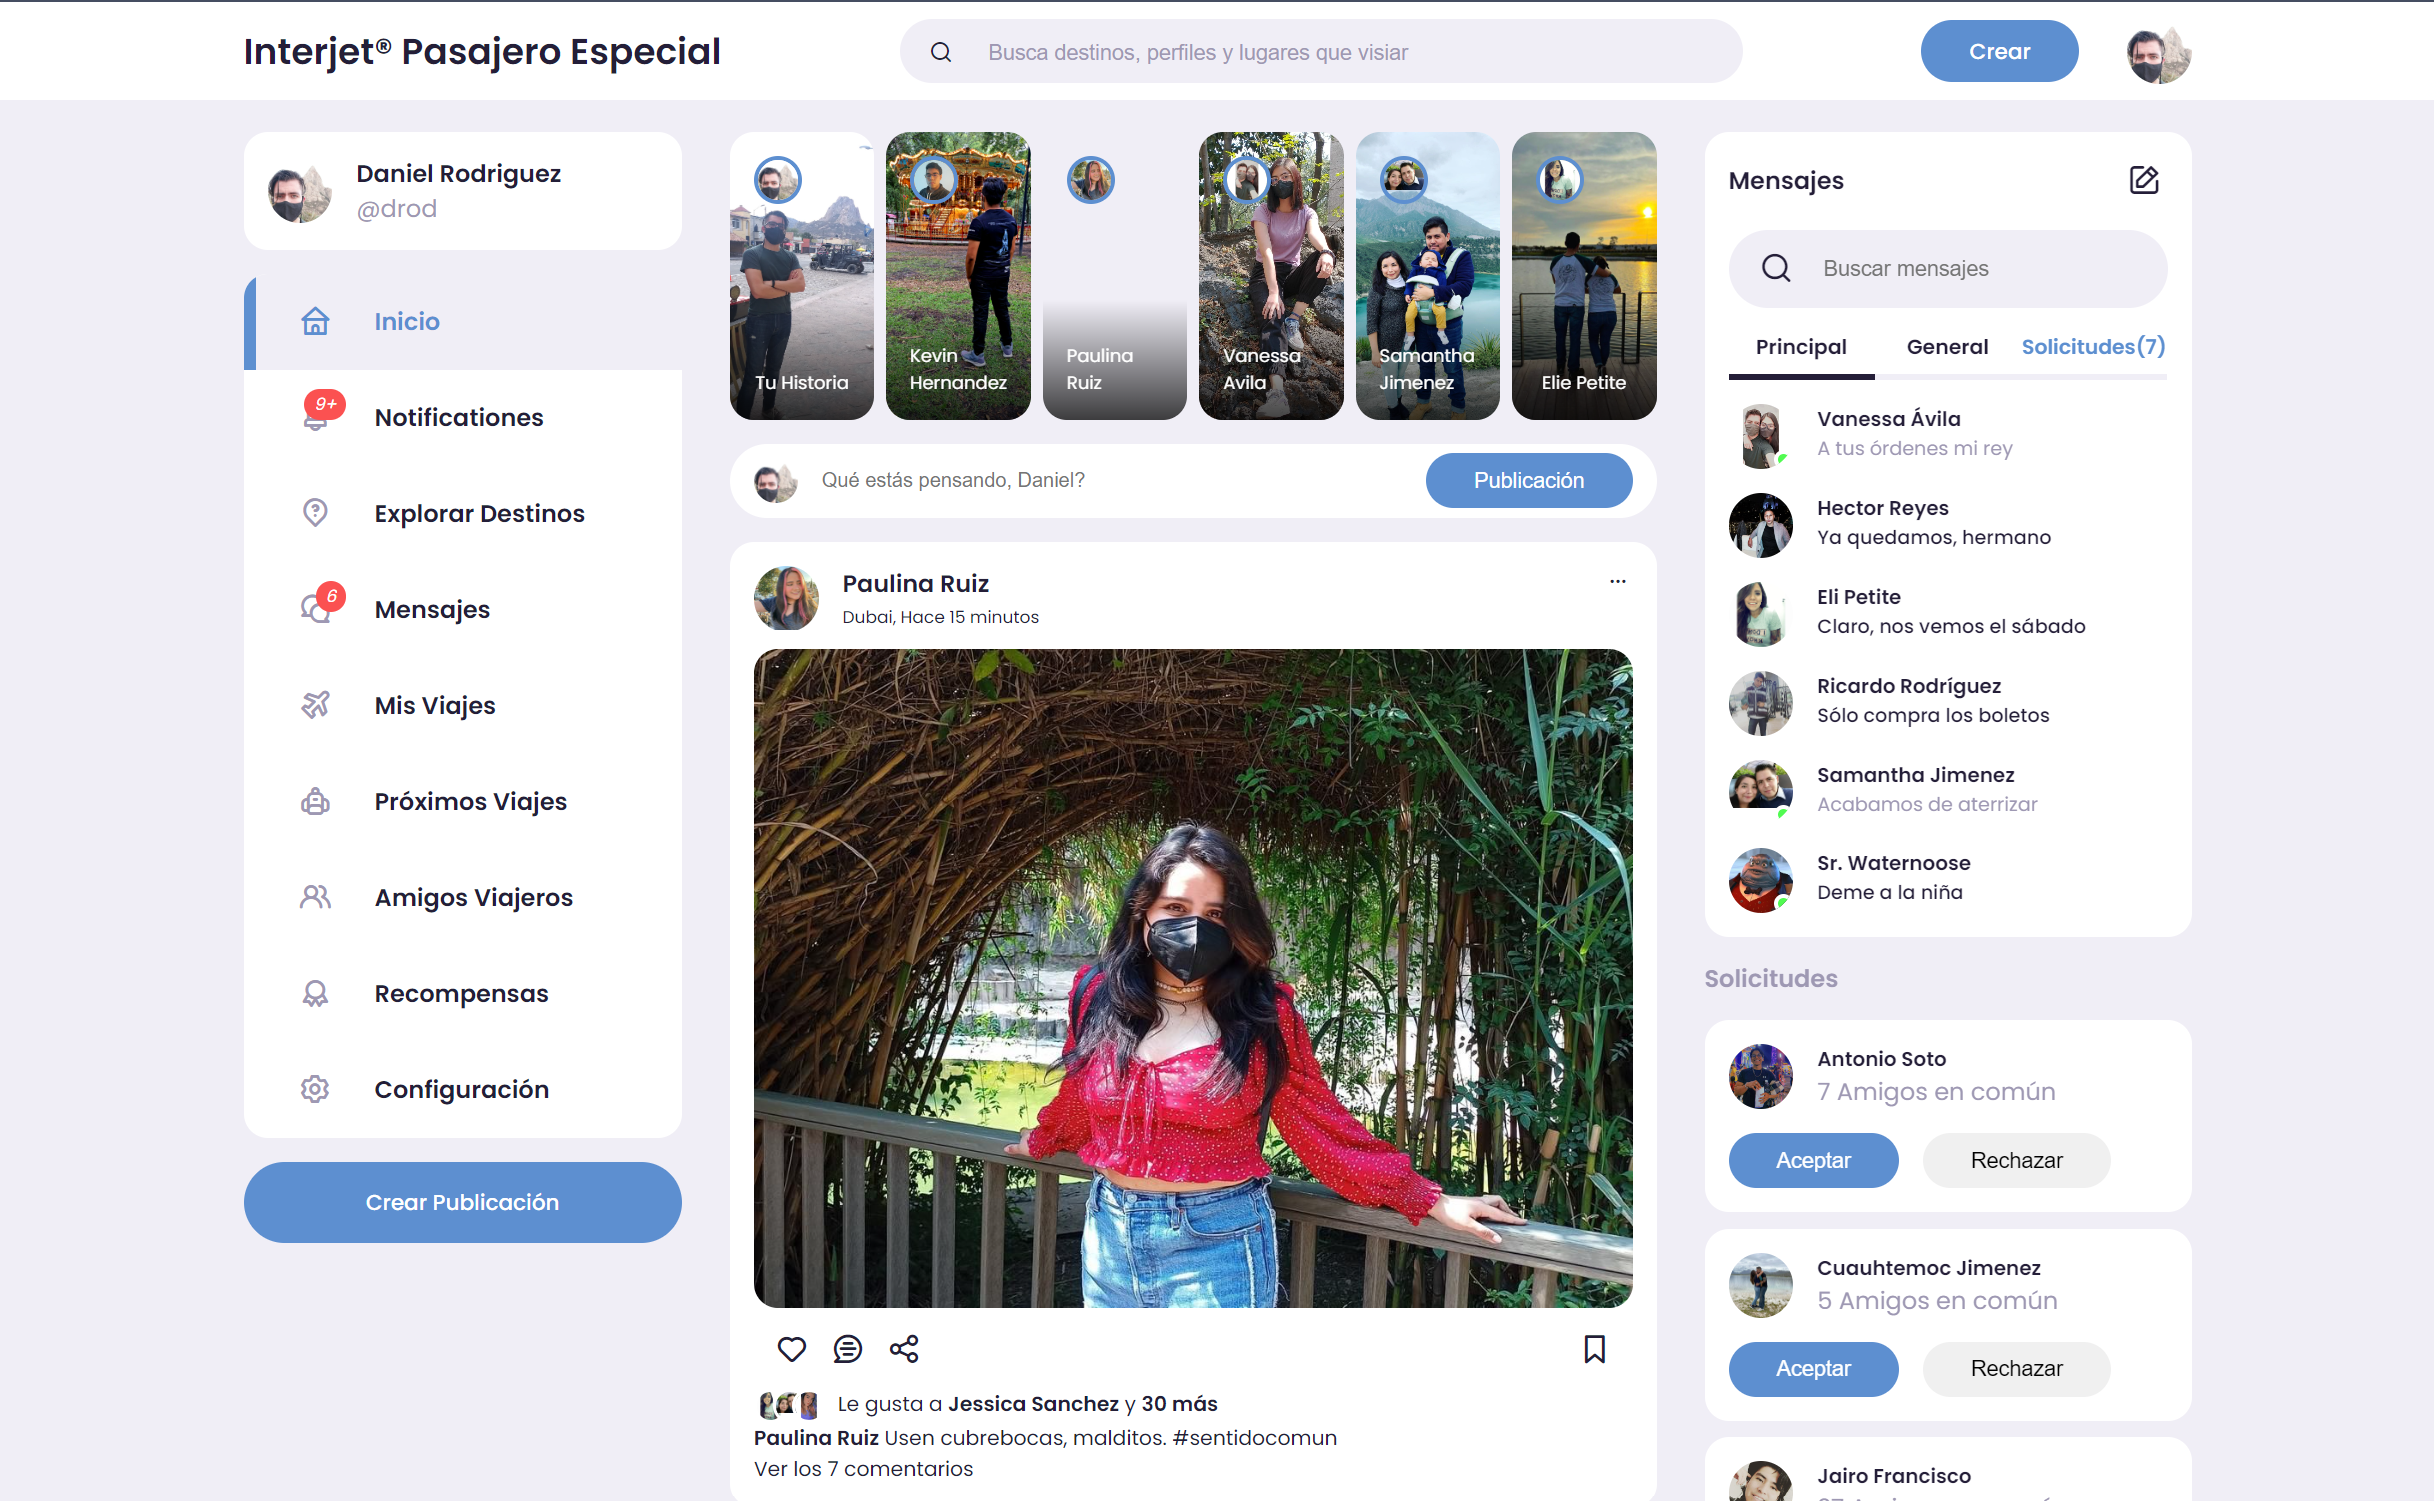 Interjet® Pasajero Especial
Busca destinos, perfiles y lugares que visiar
Crear
Daniel Rodriguez
@drod
Inicio
9+
Notificationes
Explorar Destinos
6
Mensajes
Mis Viajes
Próximos Viajes
Amigos Viajeros
Recompensas
Configuración
Crear Publicación
Tu Historia
Kevin
Hernandez
Paulina
Ruiz
Vanessa
Avila
Samantha
Jimenez
Elie Petite
Qué estás pensando, Daniel?
Publicación
Paulina Ruiz
Dubai, Hace 15 minutos
Le gusta a Jessica Sanchez y 30 más
Paulina Ruiz Usen cubrebocas, malditos. #sentidocomun
Ver los 7 comentarios
Mensajes
Buscar mensajes
Principal
General
Solicitudes(7)
Vanessa Ávila
A tus órdenes mi rey
Hector Reyes
Ya quedamos, hermano
Eli Petite
Claro, nos vemos el sábado
Ricardo Rodríguez
Sólo compra los boletos
Samantha Jimenez
Acabamos de aterrizar
Sr. Waternoose
Deme a la niña
Solicitudes
Antonio Soto
7 Amigos en común
Aceptar
Rechazar
Cuauhtemoc Jimenez
5 Amigos en común
Aceptar
Rechazar
Jairo Francisco